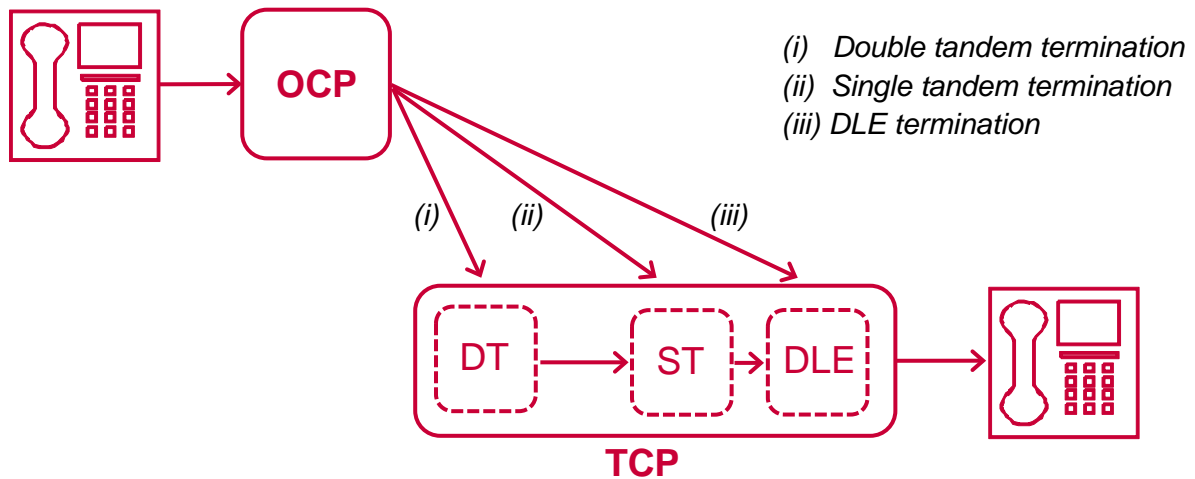 (i) Double tandem termination
OCP
(ii) Single tandem termination
(iii) DLE termination
(i)
(ii)
(iii)
DT
ST
DLE
TCP